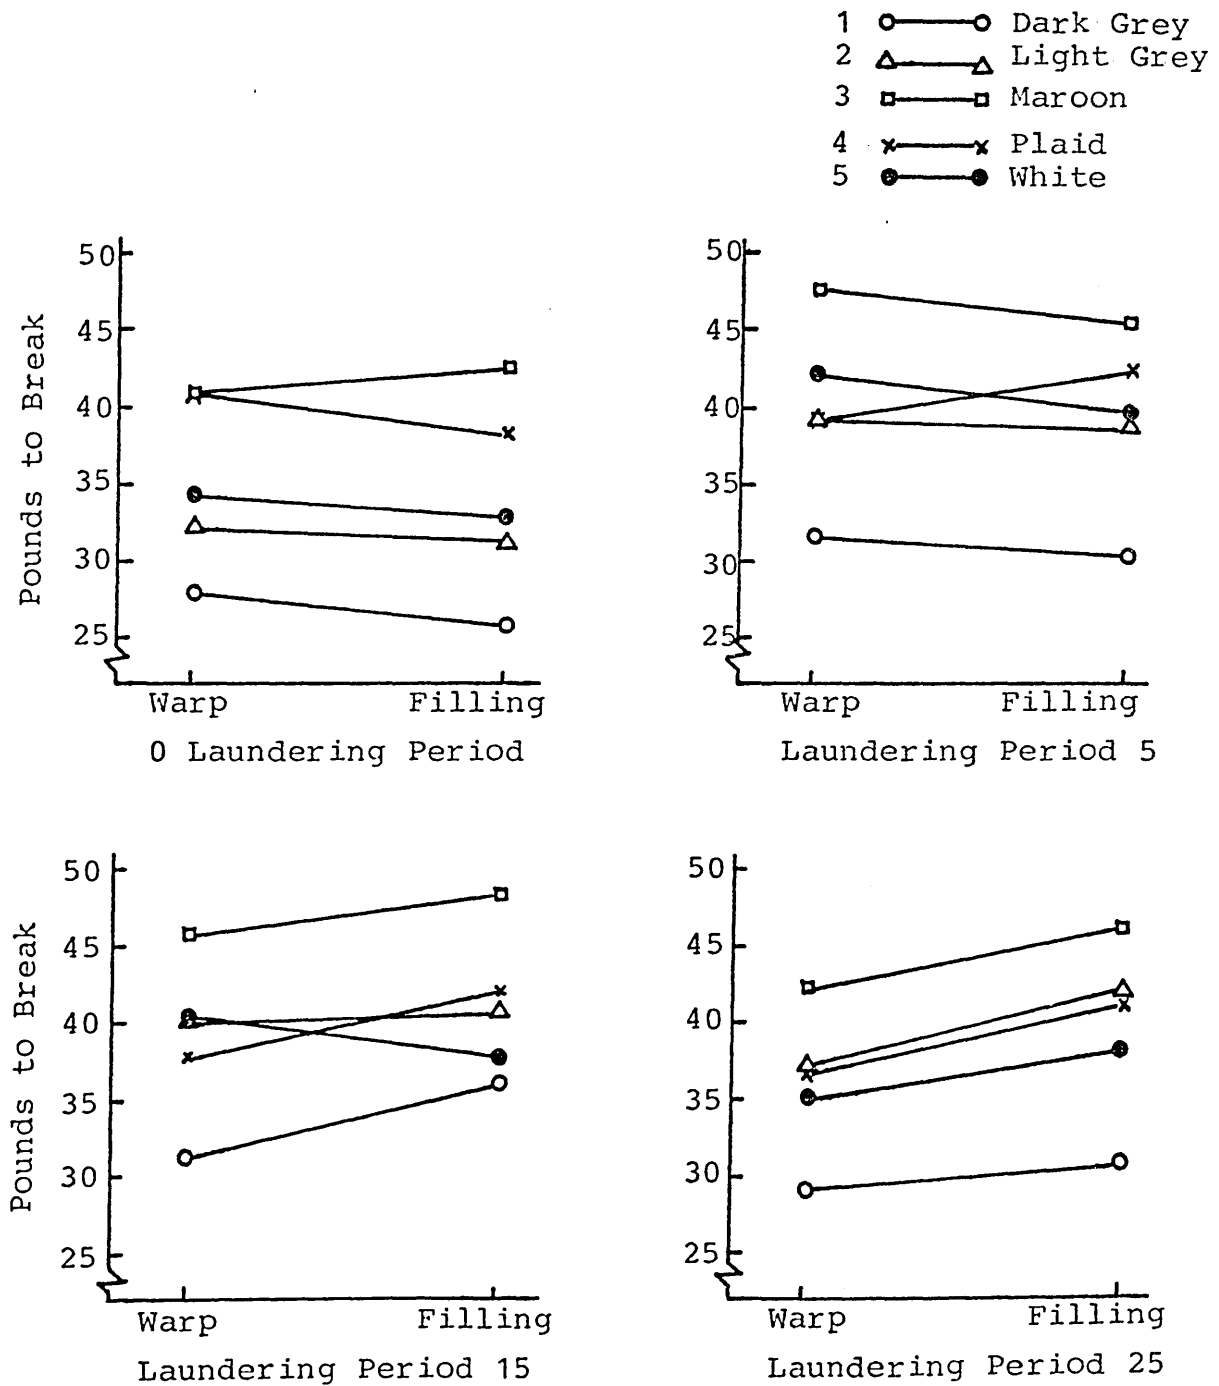 1 Dark Grey
2 Light Grey
3 Maroon
4 Plaid
5 White
Pounds to Break
50
45
40
35
30
25
Warp Filling
0 Laundering Period
50
45
40
35
30
25
Warp Filling
Laundering Period 5
Pounds to Break
50
45
40
35
30
25
Warp Filling
Laundering Period 15
50
45
40
35
30
25
Warp Filling
Laundering Period 25